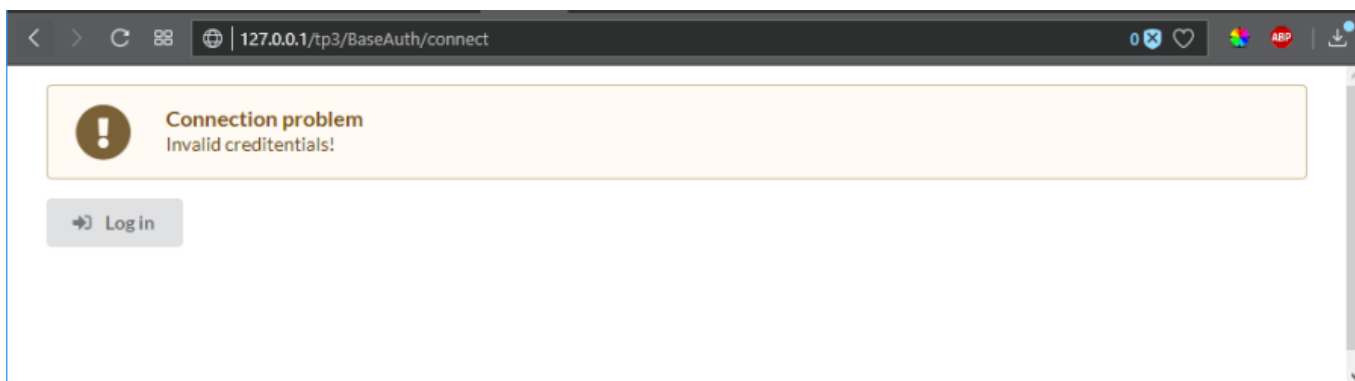 127.0.0.1/tp3/BaseAuth/connect
0
ABP
Connection problem
Invalid creditentials!
Log in